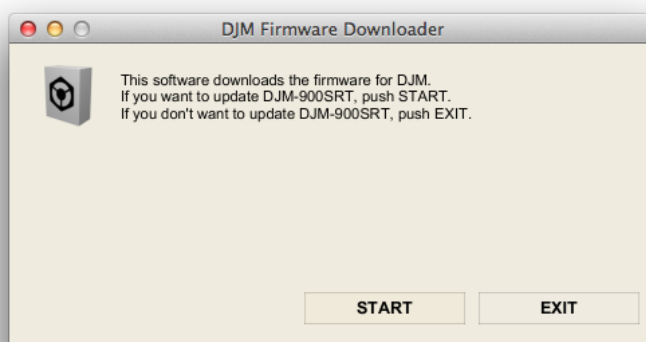 DJM Firmware Downloader
This software downloads the firmware for DJM.
If you want to update DJM-900SRT, push START.
If you don't want to update DJM-900SRT, push EXIT.
START
EXIT